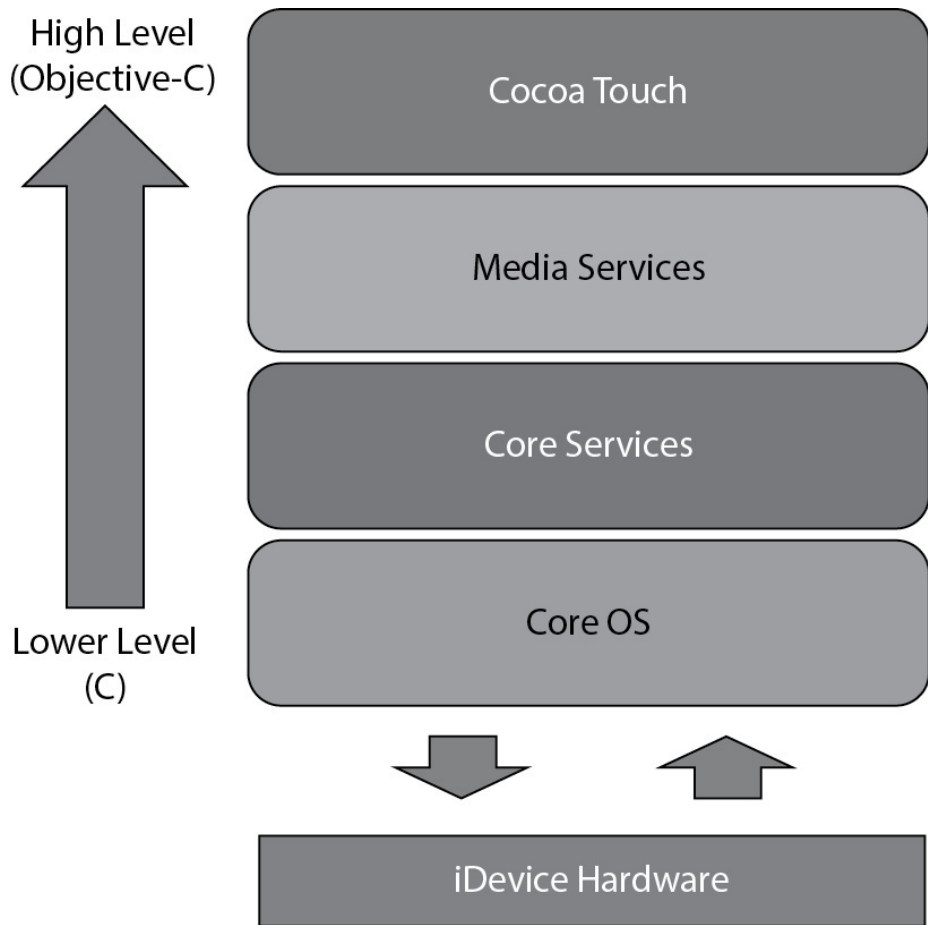 High Level
(Objective-C)
Cocoa Touch
Media Services
Core Services
Lower Level
(C)
Core OS
iDevice Hardware